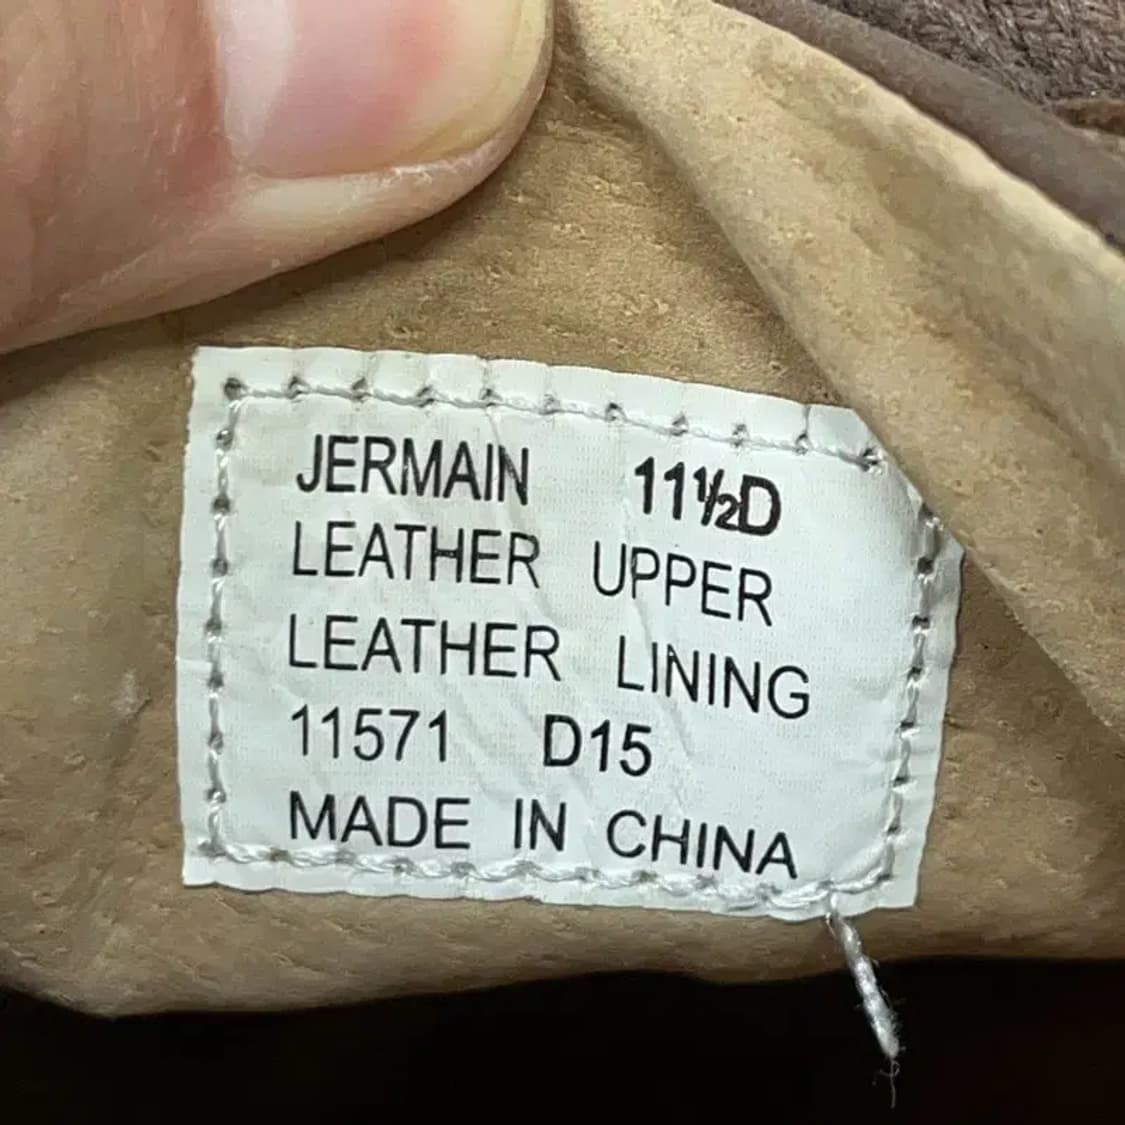 JERMAIN 11½D
LEATHER UPPER
LEATHER LINING
11571 D15
MADE IN CHINA